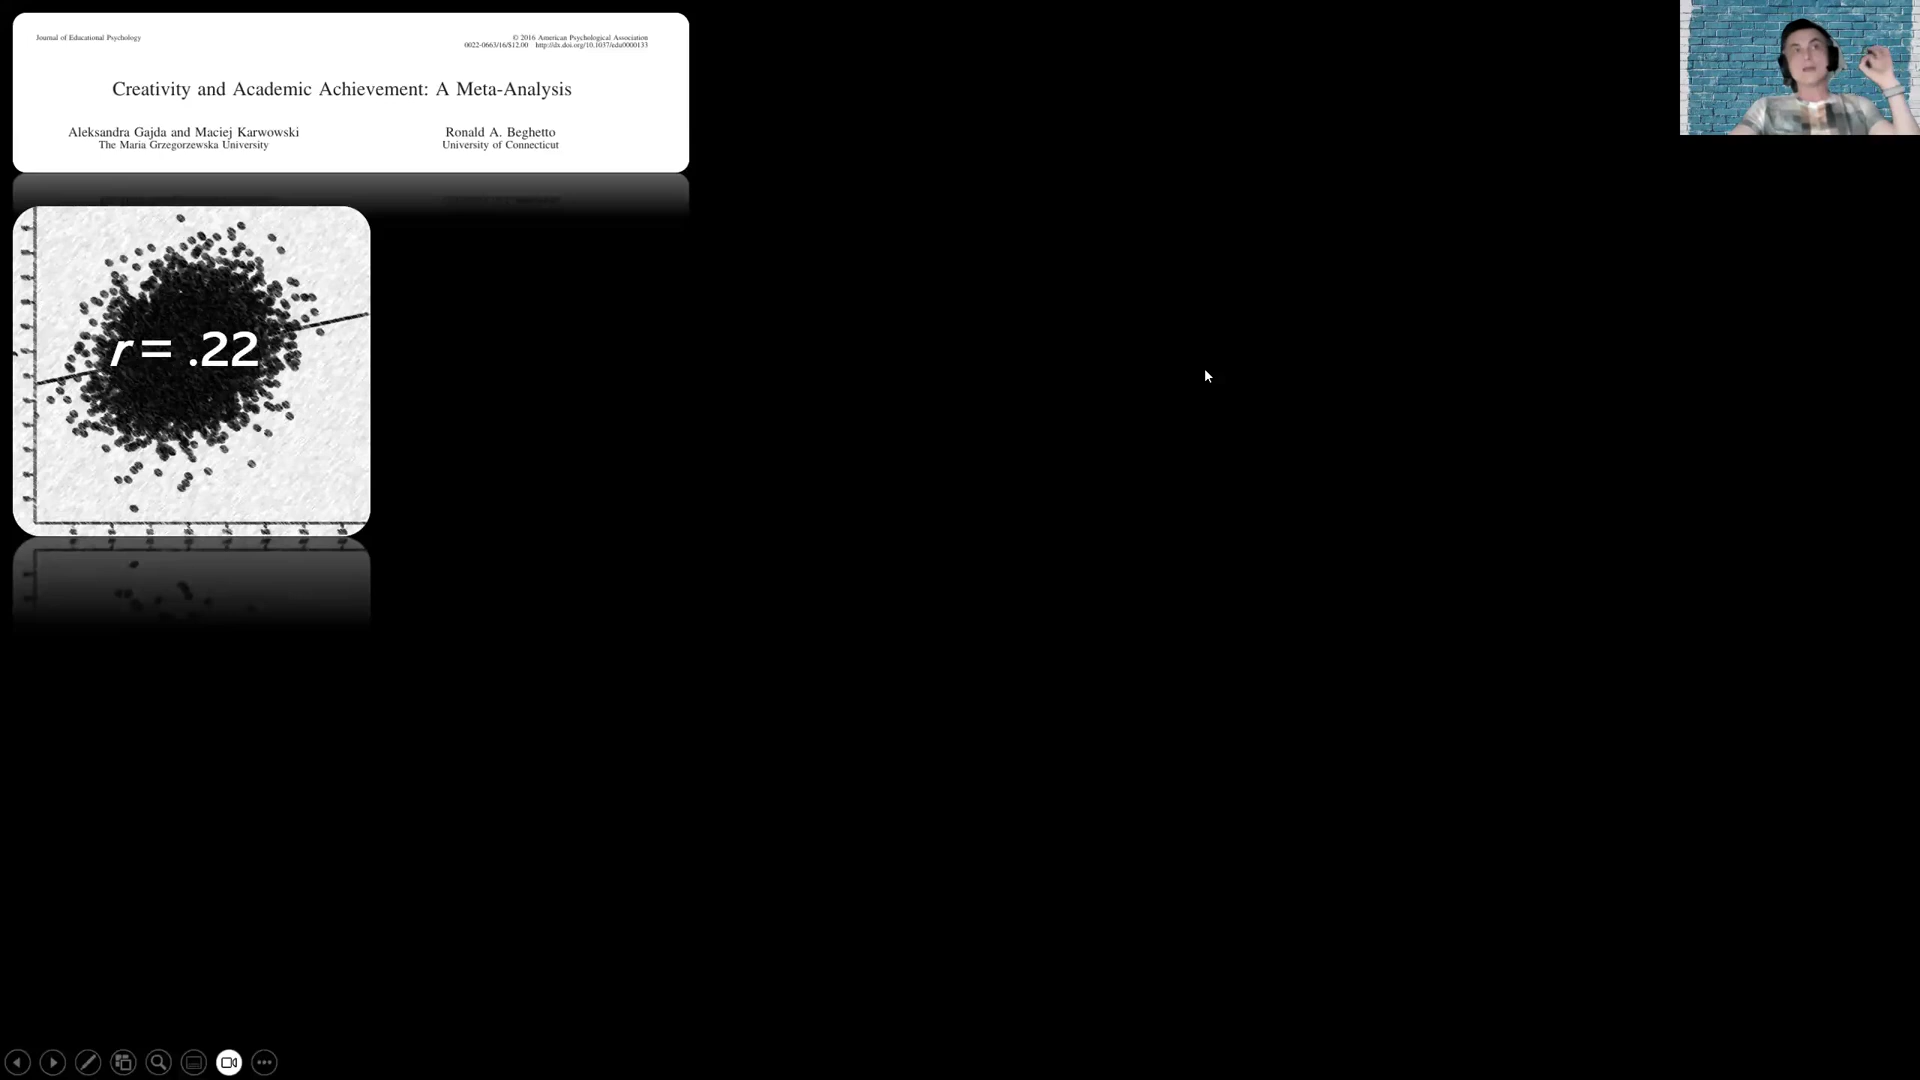 Journal of Educational Psychology
© 2016 American Psychological Association
0022-0663/16/$12.00 http://dx.doi.org/10.1037/edu0000133
Creativity and Academic Achievement: A Meta-Analysis
Aleksandra Gajda and Maciej Karwowski
The Maria Grzegorzewska University
Ronald A. Beghetto
University of Connecticut
r = .22